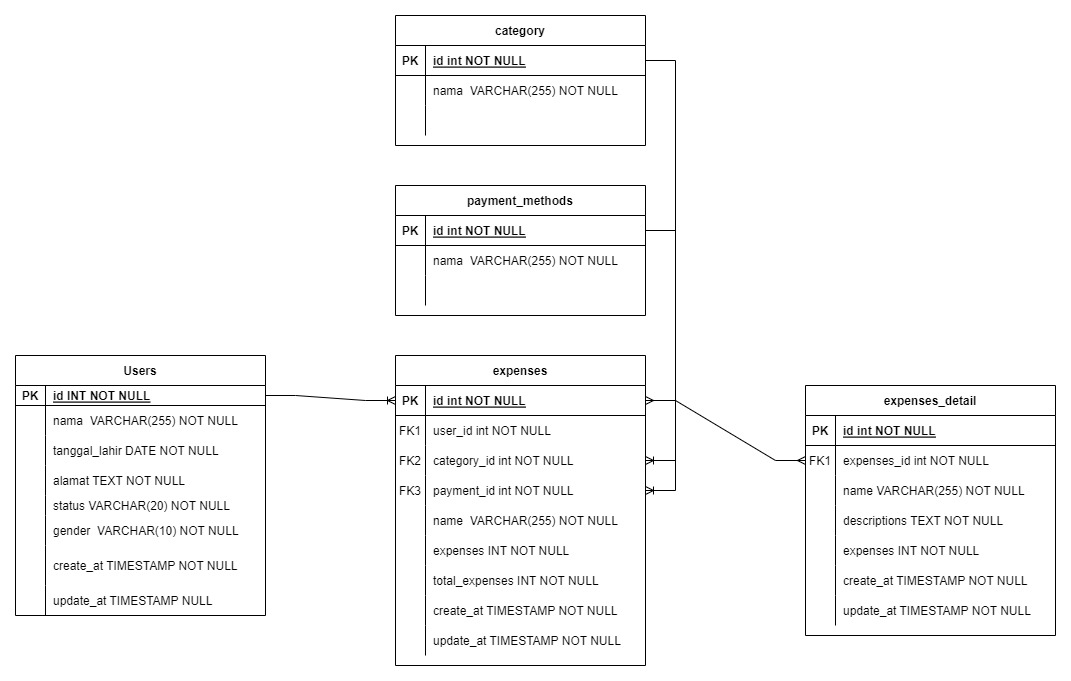 category
PK id int NOT NULL
nama VARCHAR(255) NOT NULL
payment_methods
PK id int NOT NULL
nama VARCHAR(255) NOT NULL
Users
PK id INT NOT NULL
nama VARCHAR(255) NOT NULL
tanggal_lahir DATE NOT NULL
alamat TEXT NOT NULL
status VARCHAR(20) NOT NULL
gender VARCHAR(10) NOT NULL
create_at TIMESTAMP NOT NULL
update_at TIMESTAMP NULL
expenses
PK id int NOT NULL
FK1 user_id int NOT NULL
FK2 category_id int NOT NULL
FK3 payment_id int NOT NULL
name VARCHAR(255) NOT NULL
expenses INT NOT NULL
total_expenses INT NOT NULL
create_at TIMESTAMP NOT NULL
update_at TIMESTAMP NOT NULL
expenses_detail
PK id int NOT NULL
FK1 expenses_id int NOT NULL
name VARCHAR(255) NOT NULL
descriptions TEXT NOT NULL
expenses INT NOT NULL
create_at TIMESTAMP NOT NULL
update_at TIMESTAMP NOT NULL